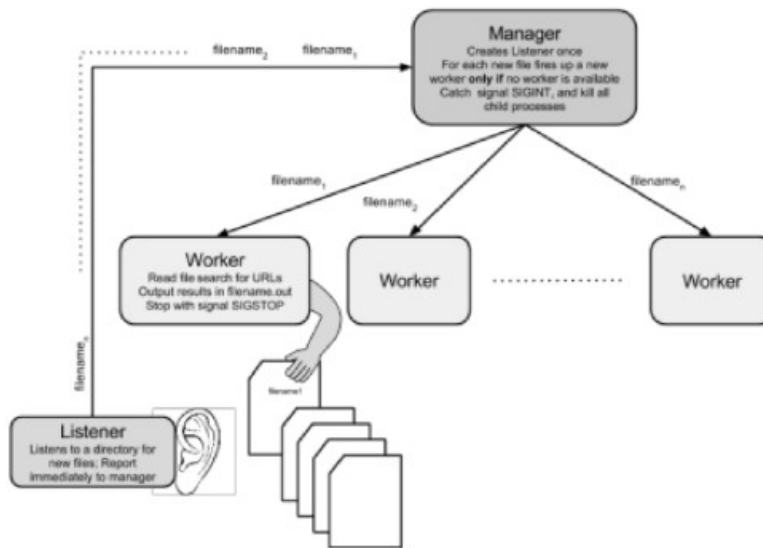 Manager
Creates Listener once
For each new file fires up a new
worker only if no worker is available
Catch signal SIGINT, and kill all
child processes
filename₂
filename₁
filename₁
filename₂
filenameₙ
Worker
Read file search for URLs
Output results in filename.out
Stop with signal SIGSTOP
Worker
Worker
filenameₙ
filename1
Listener
Listens to a directory for
new files; Report
immediately to manager